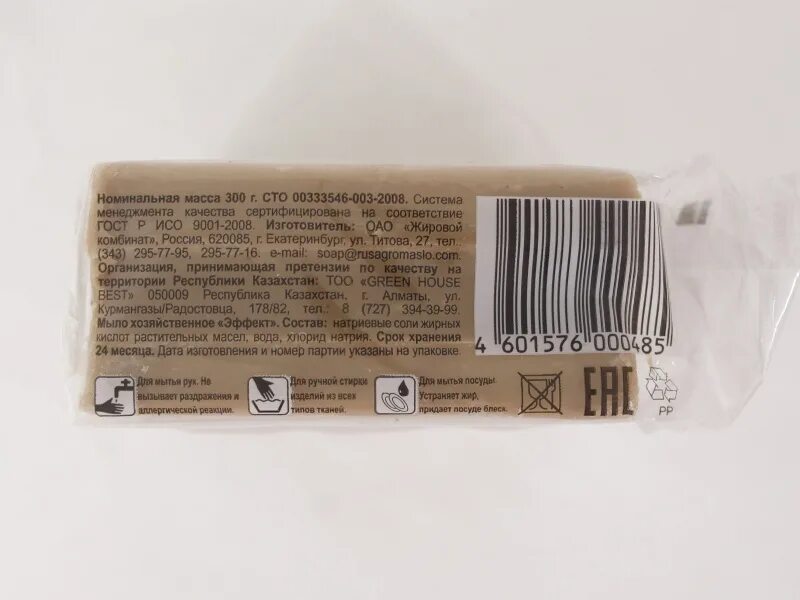 Номинальная масса 300 г. СТО 00333546-003-2008. Система
менеджмента качества сертифицирована на соответствие
ГОСТ Р ИСО 9001-2008. Изготовитель: ОАО «Жировой
комбинат», Россия, 620085, г. Екатеринбург, ул. Титова, 27, тел.:
(343) 295-77-95, 295-77-16. e-mail: soap@rusagromaslo.com.
Организация, принимающая претензии по качеству на
территории Республики Казахстан: ТОО «GREEN HOUSE
BEST» 050009 Республика Казахстан, г. Алматы, ул.
Курмангазы/Радостовца, 178/82, тел.: 8 (727) 394-39-99.
Мыло хозяйственное «Эффект». Состав: натриевые соли жирных
кислот растительных масел, вода, хлорид натрия. Срок хранения
24 месяца. Дата изготовления и номер партии указаны на упаковке.
4 601576 000485
Для мытья рук. Не
вызывает раздражения и
аллергической реакции.
Для ручной стирки
изделий из всех
типов тканей.
Для мытья посуды.
Устраняет жир,
придает посуде блеск.
EAC
PP